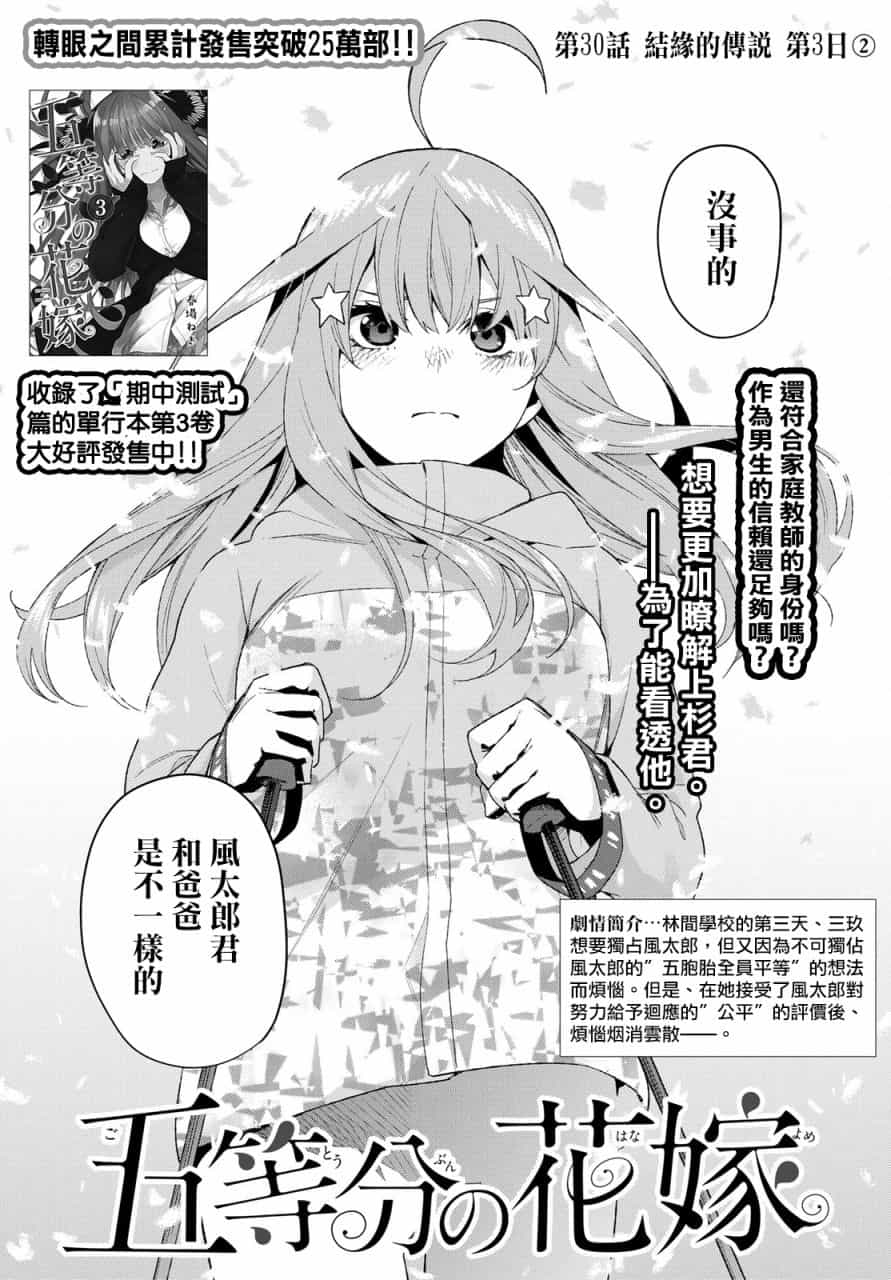 轉眼之間累計發售突破25萬部!!
第30話 結緣的傳說 第3日②
五等分の花嫁
3
春場ねぎ
收錄了「期中測試」
篇的單行本第3卷
大好評發售中!!
沒事的
還符合家庭教師的身份嗎?
作為男生的信賴還足夠嗎?
想要更加瞭解上杉君。
──為了能看透他。
風太郎君
和爸爸
是不一樣的
劇情簡介…林間學校的第三天、三玖
想要獨占風太郎，但又因為不可獨佔
風太郎的”五胞胎全員平等”的想法
而煩惱。但是、在她接受了風太郎對
努力給予迴應的”公平”的評價後、
煩惱烟消雲散──。
五等分の花嫁
ご とう ぶん はな よめ